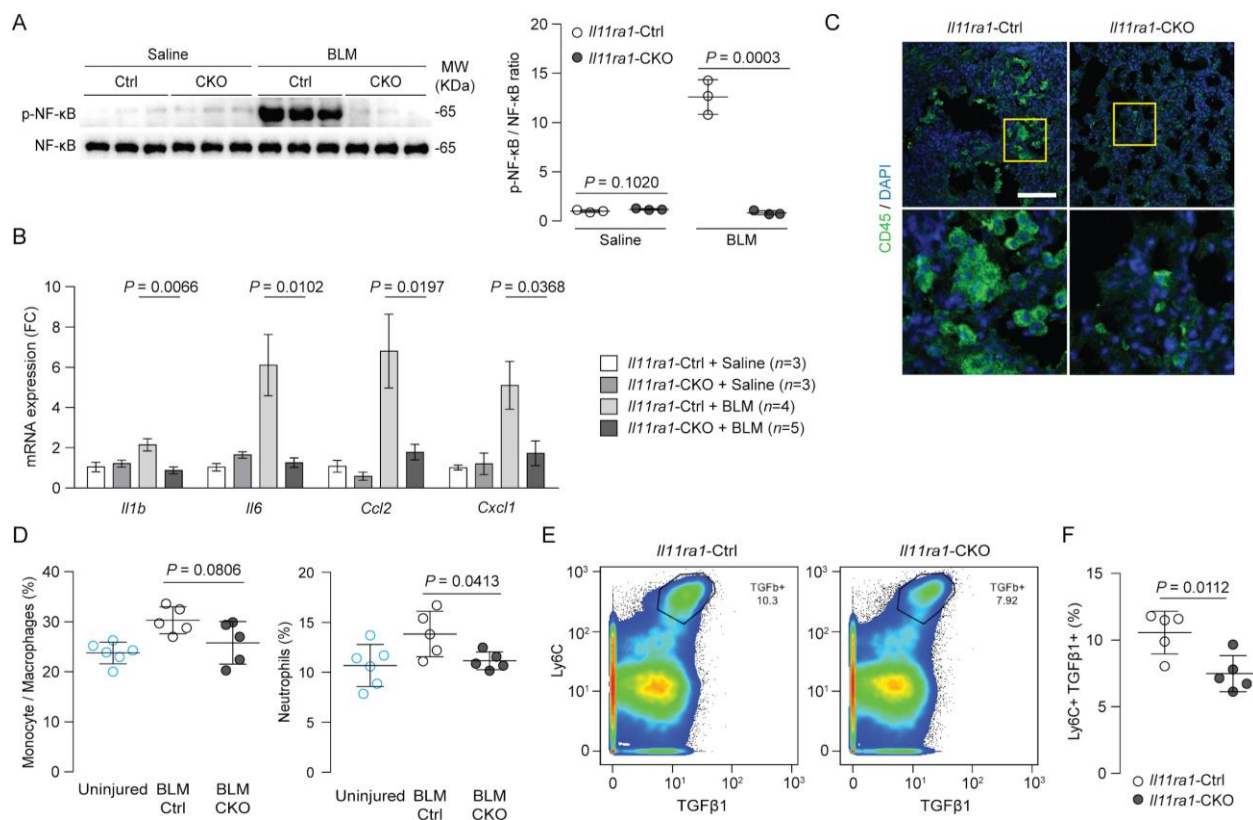 A
Saline BLM
Ctrl CKO Ctrl CKO
MW
(KDa)
p-NF-κB -65
NF-κB -65
p-NF-κB / NF-κB ratio
20
15
10
5
0
Il11ra1-Ctrl
Il11ra1-CKO
P = 0.0003
P = 0.1020
Saline BLM
B
mRNA expression (FC)
10
8
6
4
2
0
P = 0.0066 P = 0.0102 P = 0.0197 P = 0.0368
Il1b Il6 Ccl2 Cxcl1
Il11ra1-Ctrl + Saline (n=3)
Il11ra1-CKO + Saline (n=3)
Il11ra1-Ctrl + BLM (n=4)
Il11ra1-CKO + BLM (n=5)
C
Il11ra1-Ctrl Il11ra1-CKO
CD45 / DAPI
D
Monocyte / Macrophages (%)
40
30
20
10
0
P = 0.0806
Uninjured BLM Ctrl BLM CKO
Neutrophils (%)
20
15
10
5
0
P = 0.0413
Uninjured BLM Ctrl BLM CKO
E
Il11ra1-Ctrl Il11ra1-CKO
Ly6C
10³
10²
10¹
0
TGFb+
10.3
0 10¹ 10² 10³
TGFβ1
10³
10²
10¹
0
TGFb+
7.92
0 10¹ 10² 10³
TGFβ1
F
Ly6C+ TGFβ1+ (%)
15
10
5
0
P = 0.0112
Il11ra1-Ctrl
Il11ra1-CKO